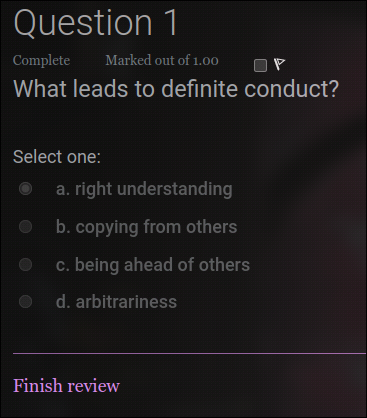 Question 1
Complete Marked out of 1.00
What leads to definite conduct?
Select one:
a. right understanding
b. copying from others
c. being ahead of others
d. arbitrariness
Finish review